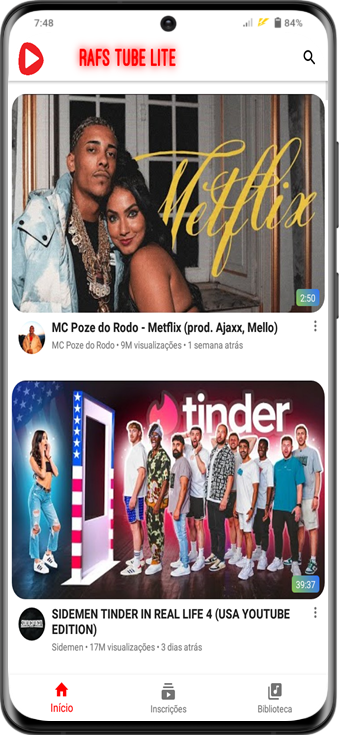 7:48
84%
RAFS TUBE LITE
Metflix
2:50
MC Poze do Rodo - Metflix (prod. Ajaxx, Mello)
MC Poze do Rodo • 9M visualizações • 1 semana atrás
tinder
39:37
SIDEMEN TINDER IN REAL LIFE 4 (USA YOUTUBE
EDITION)
Sidemen • 17M visualizações • 3 dias atrás
Início
Inscrições
Biblioteca